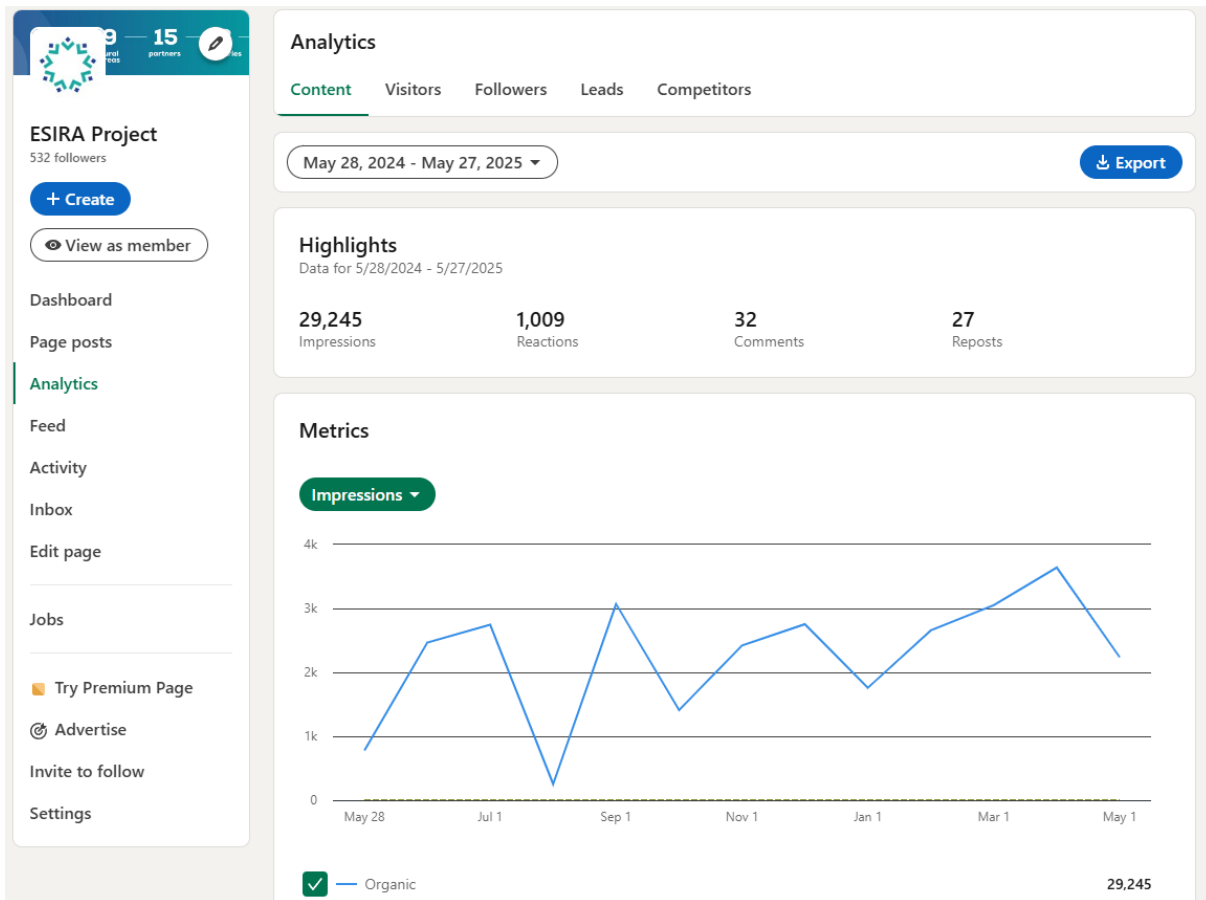 9 15
partners
ESIRA Project
532 followers
+ Create
View as member
Dashboard
Page posts
Analytics
Feed
Activity
Inbox
Edit page
Jobs
Try Premium Page
Advertise
Invite to follow
Settings
Analytics
Content Visitors Followers Leads Competitors
May 28, 2024 - May 27, 2025
Export
Highlights
Data for 5/28/2024 - 5/27/2025
29,245 1,009 32 27
Impressions Reactions Comments Reposts
Metrics
Impressions
4k
3k
2k
1k
0
May 28 Jul 1 Sep 1 Nov 1 Jan 1 Mar 1 May 1
Organic 29,245